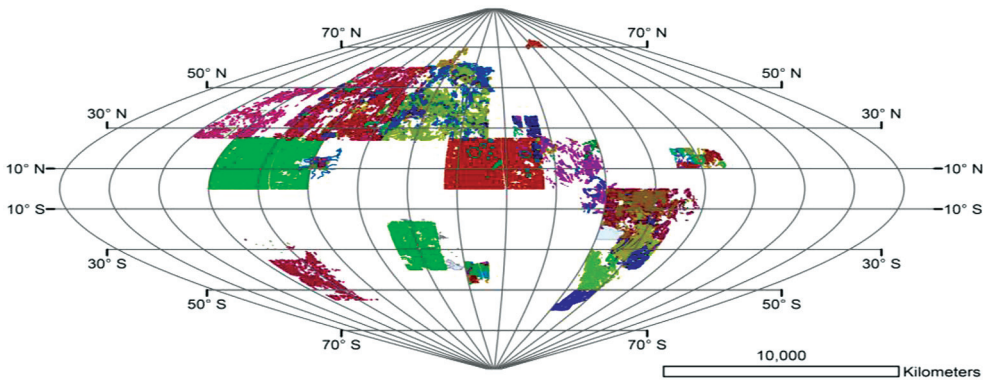 70° N 70° N
50° N 50° N
30° N 30° N
10° N 10° N
10° S 10° S
30° S 30° S
50° S 50° S
70° S 70° S
10,000
Kilometers